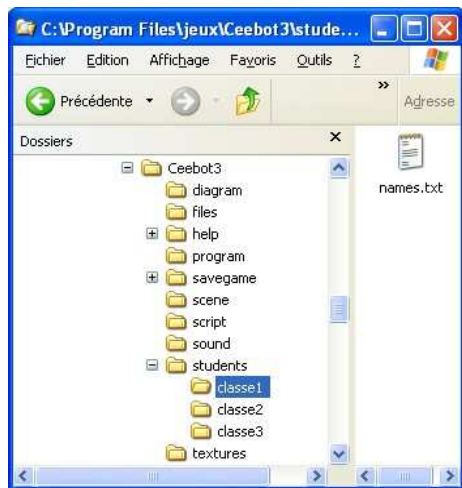 C:\Program Files\jeux\Ceebot3\stude...
Fichier Edition Affichage Favoris Outils ?
Précédente » Adresse
Dossiers x
Ceebot3
diagram
files
help
program
savegame
scene
script
sound
students
classe1
classe2
classe3
textures
names.txt